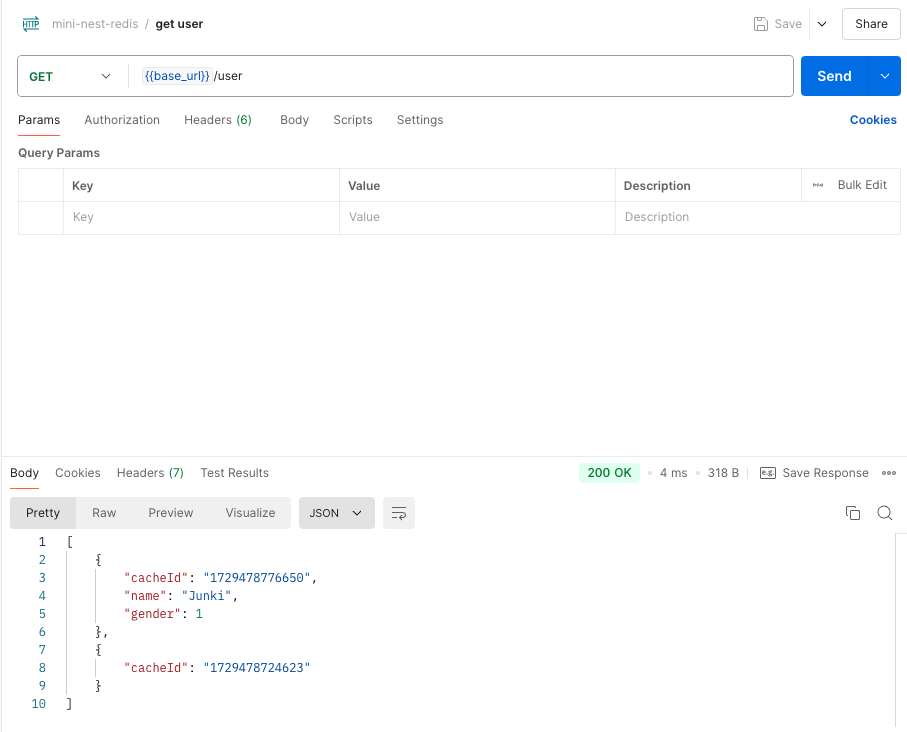 HTTP mini-nest-redis / get user Save Share
GET {{base_url}}/user Send
Params Authorization Headers (6) Body Scripts Settings Cookies
Query Params
Key Value Description Bulk Edit
Key Value Description
Body Cookies Headers (7) Test Results 200 OK 4 ms 318 B e.g. Save Response
Pretty Raw Preview Visualize JSON
1 [
2 {
3 "cacheId": "1729478776650",
4 "name": "Junki",
5 "gender": 1
6 },
7 {
8 "cacheId": "1729478724623"
9 }
10 ]